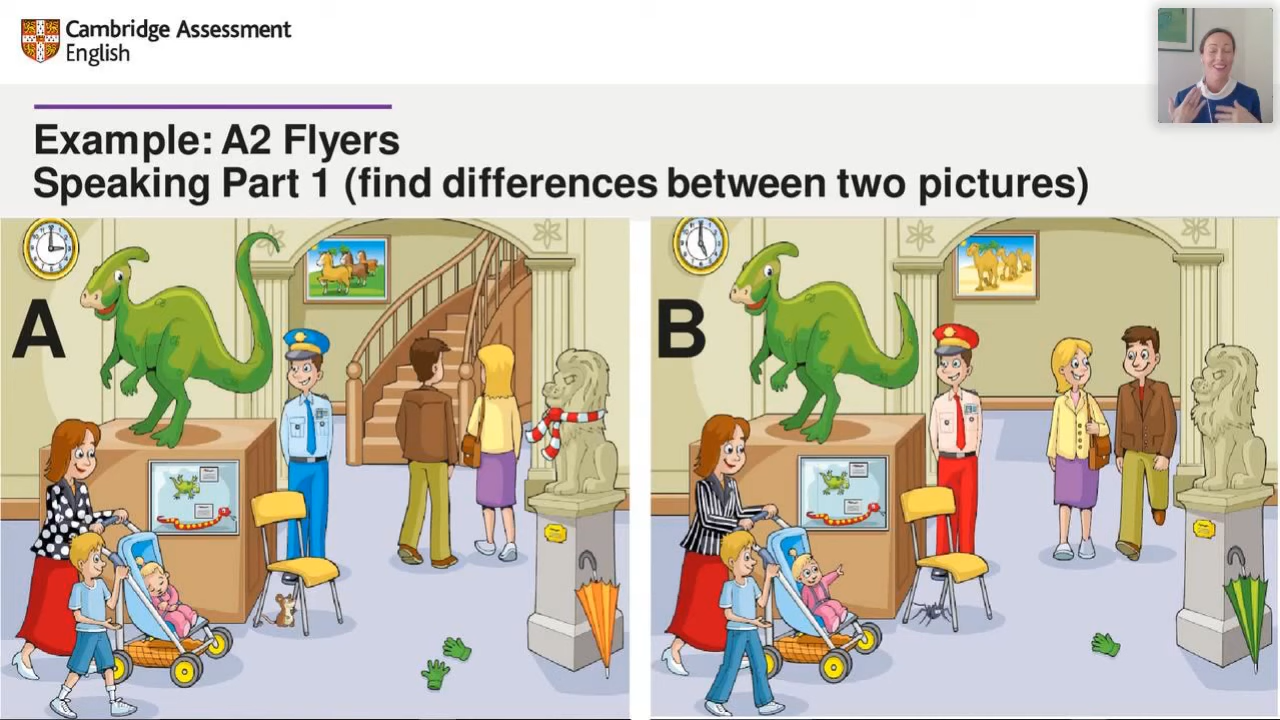 Cambridge Assessment
English
Example: A2 Flyers
Speaking Part 1 (find differences between two pictures)
A
B